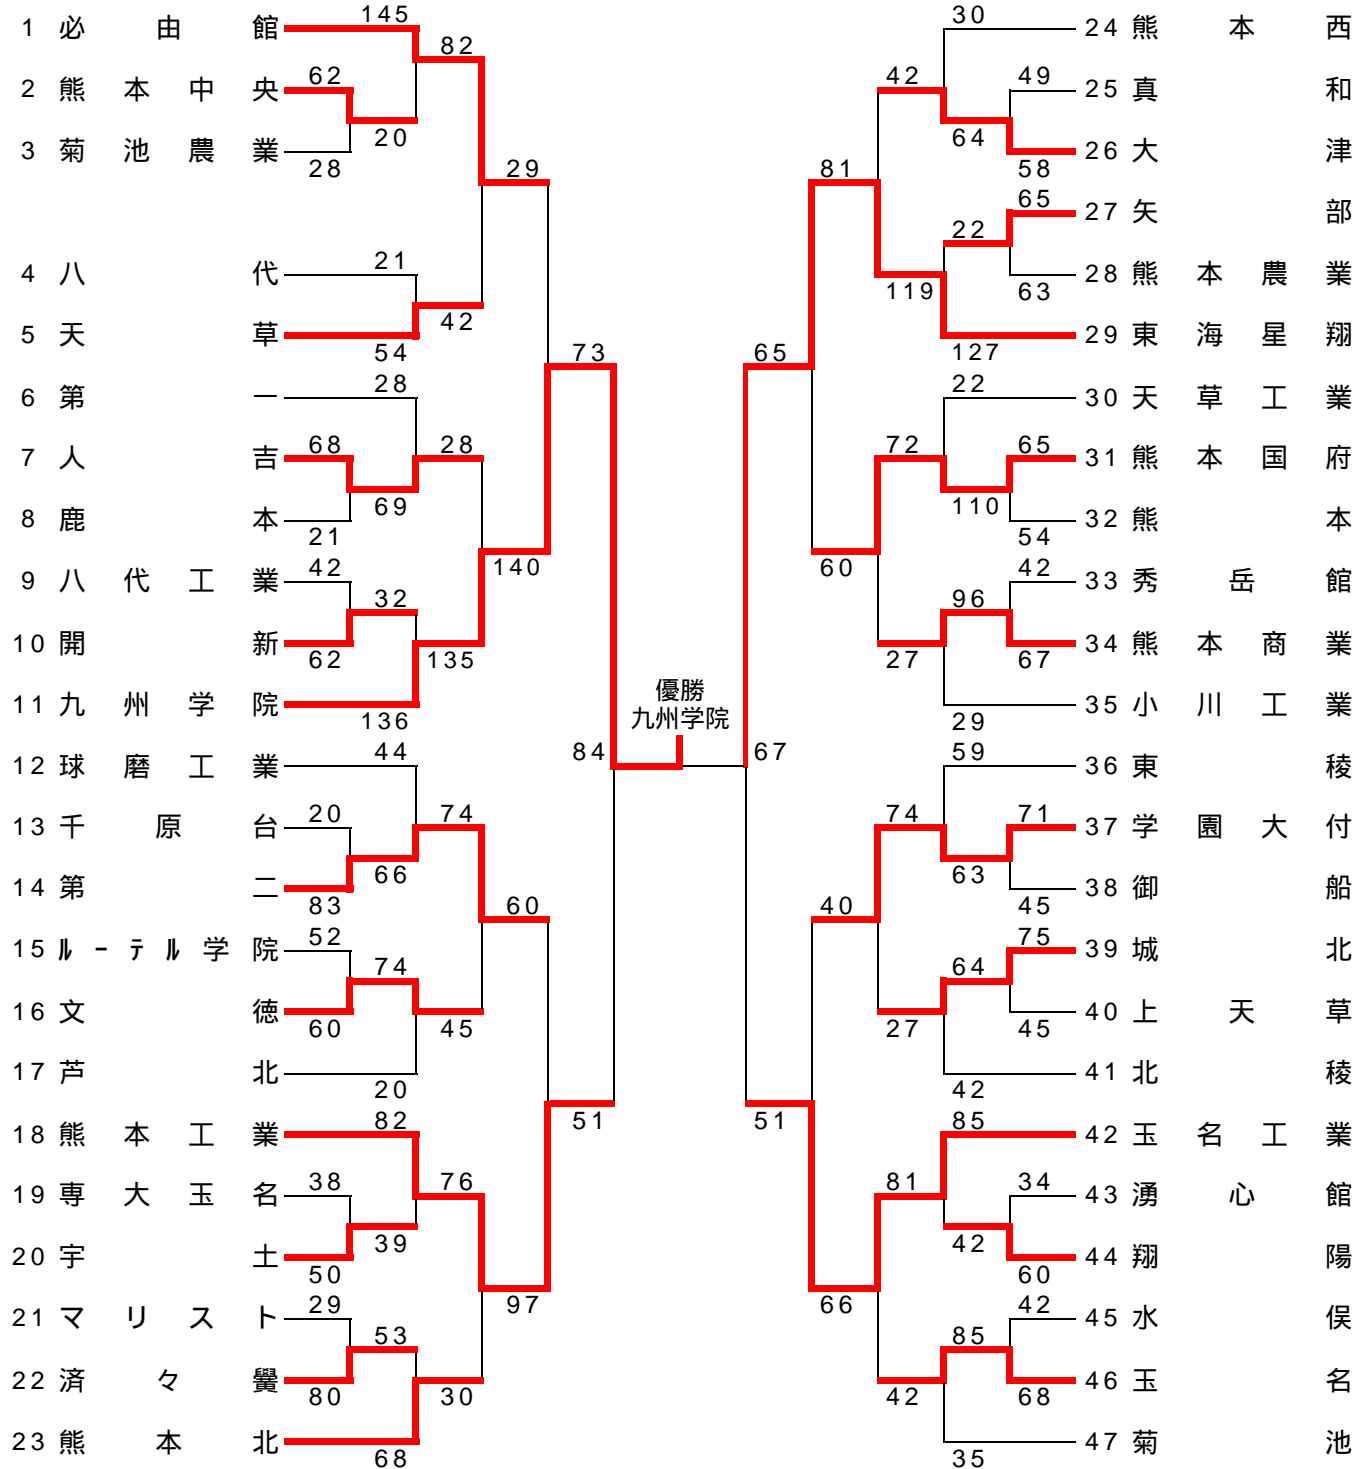 145
1 必由館
82
62
2 熊本中央
20
3 菊池農業
28
29
21
4 八代
42
5 天草
54
73
28
6 第一
68
28
7 人吉
69
8 鹿本
21
140
42
9 八代工業
32
10 開新
62
135
11 九州学院
136
優勝
九州学院
84
67
44
12 球磨工業
20
74
13 千原台
66
14 第二
83
60
52
15 ルーテル学院
74
16 文徳
60
45
17 芦北
20
51
82
18 熊本工業
38
76
19 専大玉名
39
20 宇土
50
97
29
21 マリスト
53
22 済々黌
80
30
23 熊本北
68
30
24 熊本西
42
49
25 真和
64
26 大津
58
81
65
27 矢部
22
28 熊本農業
63
119
29 東海星翔
127
65
22
30 天草工業
72
65
31 熊本国府
110
32 熊本
54
60
42
33 秀岳館
96
34 熊本商業
67
27
35 小川工業
29
59
36 東稜
74
71
37 学園大付
63
38 御船
45
40
75
39 城北
64
40 上天草
45
27
41 北稜
42
51
85
42 玉名工業
81
34
43 湧心館
42
44 翔陽
60
66
42
45 水俣
85
46 玉名
68
42
47 菊池
35